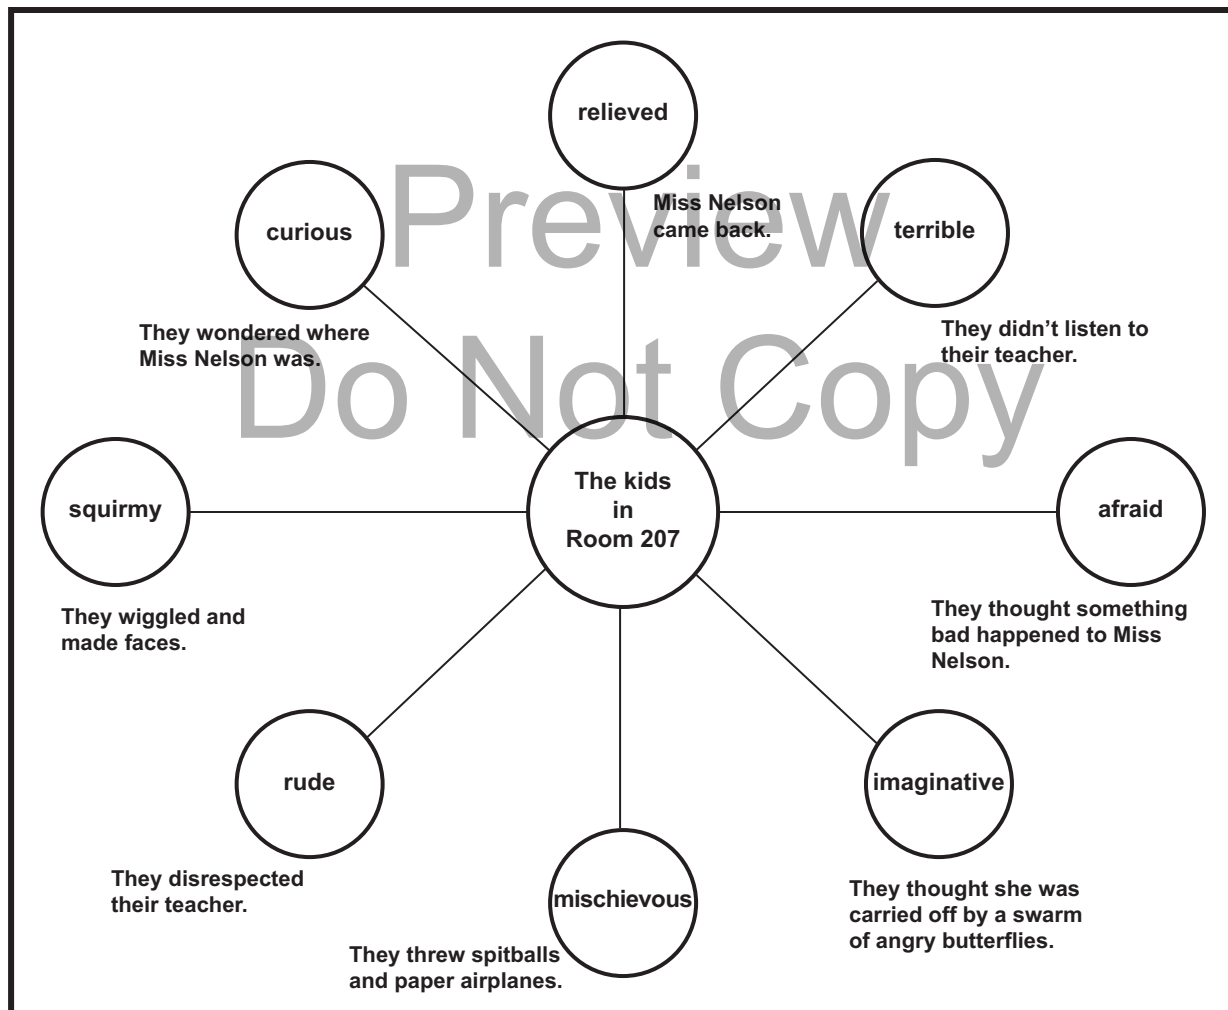 relieved
Preview
Do Not Copy
Miss Nelson
came back.
curious
They wondered where
Miss Nelson was.
terrible
They didn’t listen to
their teacher.
squirmy
They wiggled and
made faces.
The kids
in
Room 207
afraid
They thought something
bad happened to Miss
Nelson.
rude
They disrespected
their teacher.
mischievous
They threw spitballs
and paper airplanes.
imaginative
They thought she was
carried off by a swarm
of angry butterflies.